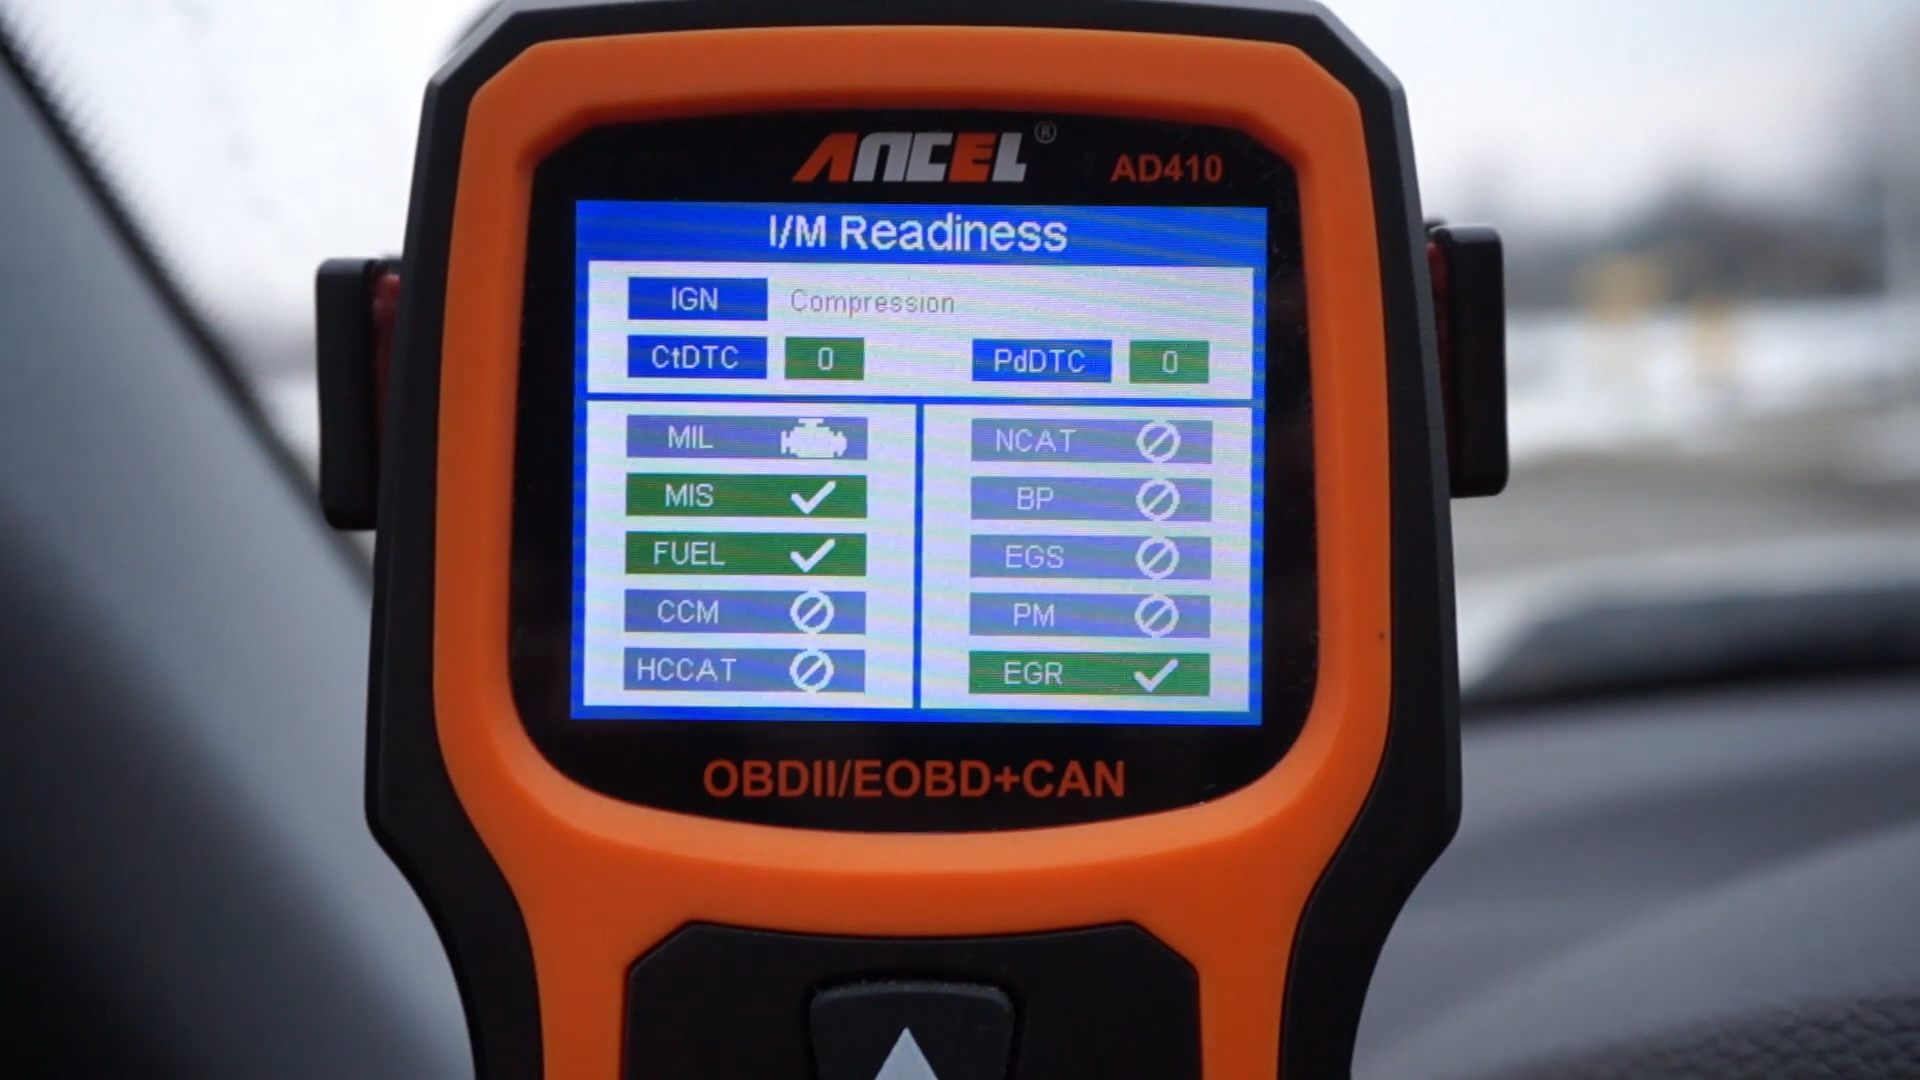 ANCEL®
AD410
I/M Readiness
IGN Compression
CtDTC 0 PdDTC 0
MIL
MIS
FUEL
CCM
HCCAT
NCAT
BP
EGS
PM
EGR
OBDII/EOBD+CAN